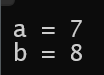 a = 7
b = 8